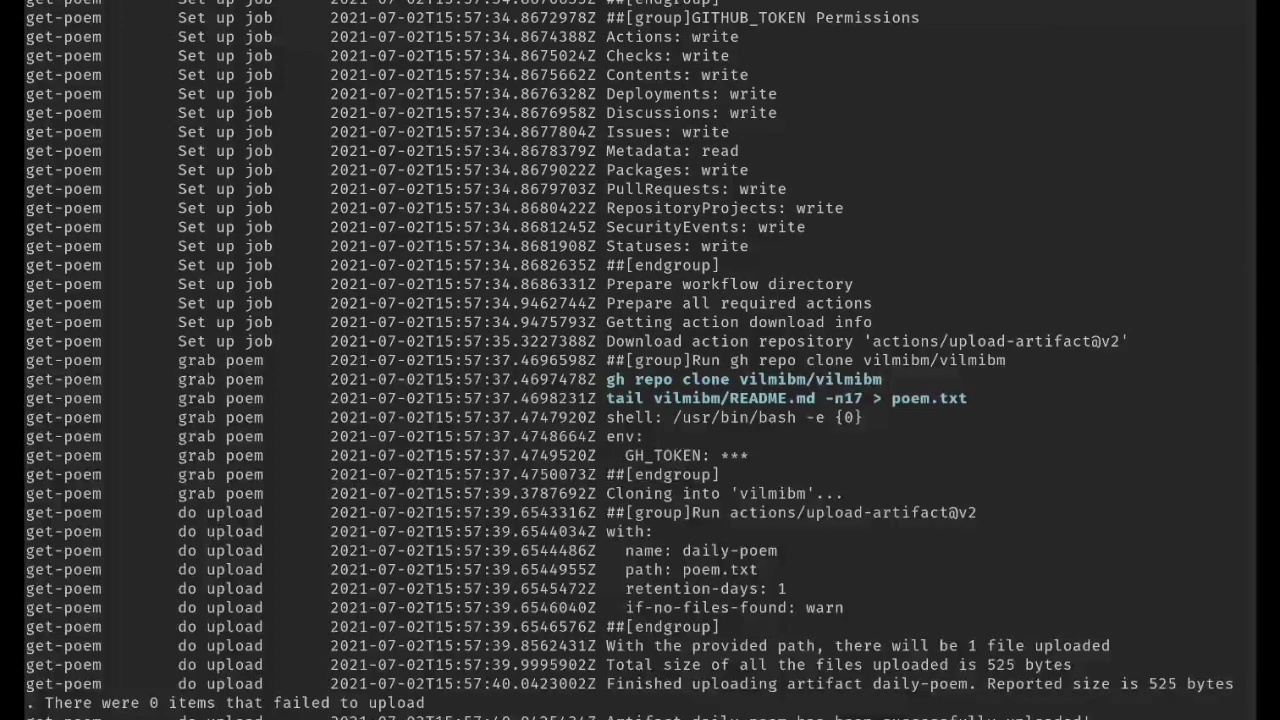 get-poem Set up job 2021-07-02T15:57:34.8670655Z ##[endgroup]
get-poem Set up job 2021-07-02T15:57:34.8672978Z ##[group]GITHUB_TOKEN Permissions
get-poem Set up job 2021-07-02T15:57:34.8674388Z Actions: write
get-poem Set up job 2021-07-02T15:57:34.8675024Z Checks: write
get-poem Set up job 2021-07-02T15:57:34.8675662Z Contents: write
get-poem Set up job 2021-07-02T15:57:34.8676328Z Deployments: write
get-poem Set up job 2021-07-02T15:57:34.8676958Z Discussions: write
get-poem Set up job 2021-07-02T15:57:34.8677804Z Issues: write
get-poem Set up job 2021-07-02T15:57:34.8678379Z Metadata: read
get-poem Set up job 2021-07-02T15:57:34.8679022Z Packages: write
get-poem Set up job 2021-07-02T15:57:34.8679703Z PullRequests: write
get-poem Set up job 2021-07-02T15:57:34.8680422Z RepositoryProjects: write
get-poem Set up job 2021-07-02T15:57:34.8681245Z SecurityEvents: write
get-poem Set up job 2021-07-02T15:57:34.8681908Z Statuses: write
get-poem Set up job 2021-07-02T15:57:34.8682635Z ##[endgroup]
get-poem Set up job 2021-07-02T15:57:34.8686331Z Prepare workflow directory
get-poem Set up job 2021-07-02T15:57:34.9462744Z Prepare all required actions
get-poem Set up job 2021-07-02T15:57:34.9475793Z Getting action download info
get-poem Set up job 2021-07-02T15:57:35.3227388Z Download action repository 'actions/upload-artifact@v2'
get-poem grab poem 2021-07-02T15:57:37.4696598Z ##[group]Run gh repo clone vilmibm/vilmibm
get-poem grab poem 2021-07-02T15:57:37.4697478Z gh repo clone vilmibm/vilmibm
get-poem grab poem 2021-07-02T15:57:37.4698231Z tail vilmibm/README.md -n17 > poem.txt
get-poem grab poem 2021-07-02T15:57:37.4747920Z shell: /usr/bin/bash -e {0}
get-poem grab poem 2021-07-02T15:57:37.4748664Z env:
get-poem grab poem 2021-07-02T15:57:37.4749520Z GH_TOKEN: ***
get-poem grab poem 2021-07-02T15:57:37.4750073Z ##[endgroup]
get-poem grab poem 2021-07-02T15:57:39.3787692Z Cloning into 'vilmibm'...
get-poem do upload 2021-07-02T15:57:39.6543316Z ##[group]Run actions/upload-artifact@v2
get-poem do upload 2021-07-02T15:57:39.6544034Z with:
get-poem do upload 2021-07-02T15:57:39.6544486Z name: daily-poem
get-poem do upload 2021-07-02T15:57:39.6544955Z path: poem.txt
get-poem do upload 2021-07-02T15:57:39.6545472Z retention-days: 1
get-poem do upload 2021-07-02T15:57:39.6546040Z if-no-files-found: warn
get-poem do upload 2021-07-02T15:57:39.6546576Z ##[endgroup]
get-poem do upload 2021-07-02T15:57:39.8562431Z With the provided path, there will be 1 file uploaded
get-poem do upload 2021-07-02T15:57:39.9995902Z Total size of all the files uploaded is 525 bytes
get-poem do upload 2021-07-02T15:57:40.0423002Z Finished uploading artifact daily-poem. Reported size is 525 bytes
. There were 0 items that failed to upload
get-poem do upload Artifact daily-poem has been successfully uploaded!